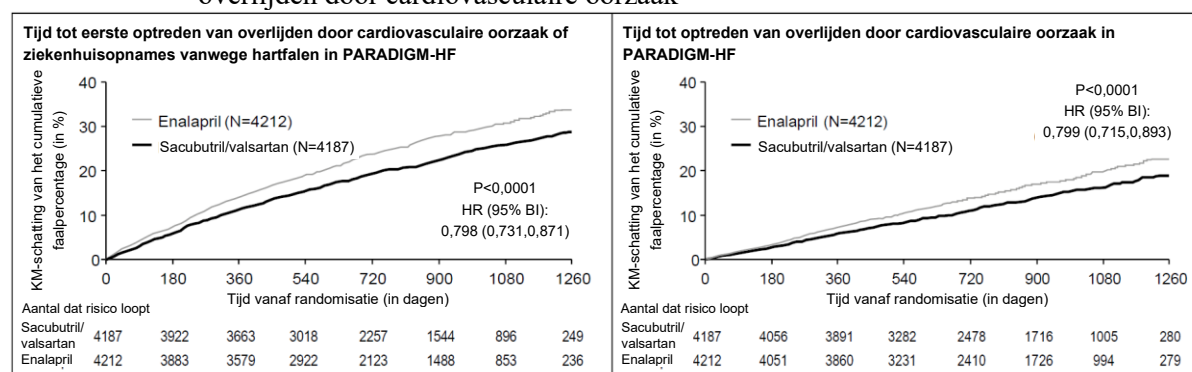 overlijden door cardiovasculaire oorzaak
Tijd tot eerste optreden van overlijden door cardiovasculaire oorzaak of
ziekenhuisopnames vanwege hartfalen in PARADIGM-HF
KM-schatting van het cumulatieve
faalpercentage (in %)
40
30
20
10
0
Enalapril (N=4212)
Sacubutril/valsartan (N=4187)
P<0,0001
HR (95% BI):
0,798 (0,731,0,871)
0 180 360 540 720 900 1080 1260
Tijd vanaf randomisatie (in dagen)
Aantal dat risico loopt
Sacubutril/
valsartan 4187 3922 3663 3018 2257 1544 896 249
Enalapril 4212 3883 3579 2922 2123 1488 853 236
Tijd tot optreden van overlijden door cardiovasculaire oorzaak in
PARADIGM-HF
KM-schatting van het cumulatieve
faalpercentage (in %)
40
30
20
10
0
Enalapril (N=4212)
Sacubutril/valsartan (N=4187)
P<0,0001
HR (95% BI):
0,799 (0,715,0,893)
0 180 360 540 720 900 1080 1260
Tijd vanaf randomisatie (in dagen)
Aantal dat risico loopt
Sacubutril/
valsartan 4187 4056 3891 3282 2478 1716 1005 280
Enalapril 4212 4051 3860 3231 2410 1726 994 279